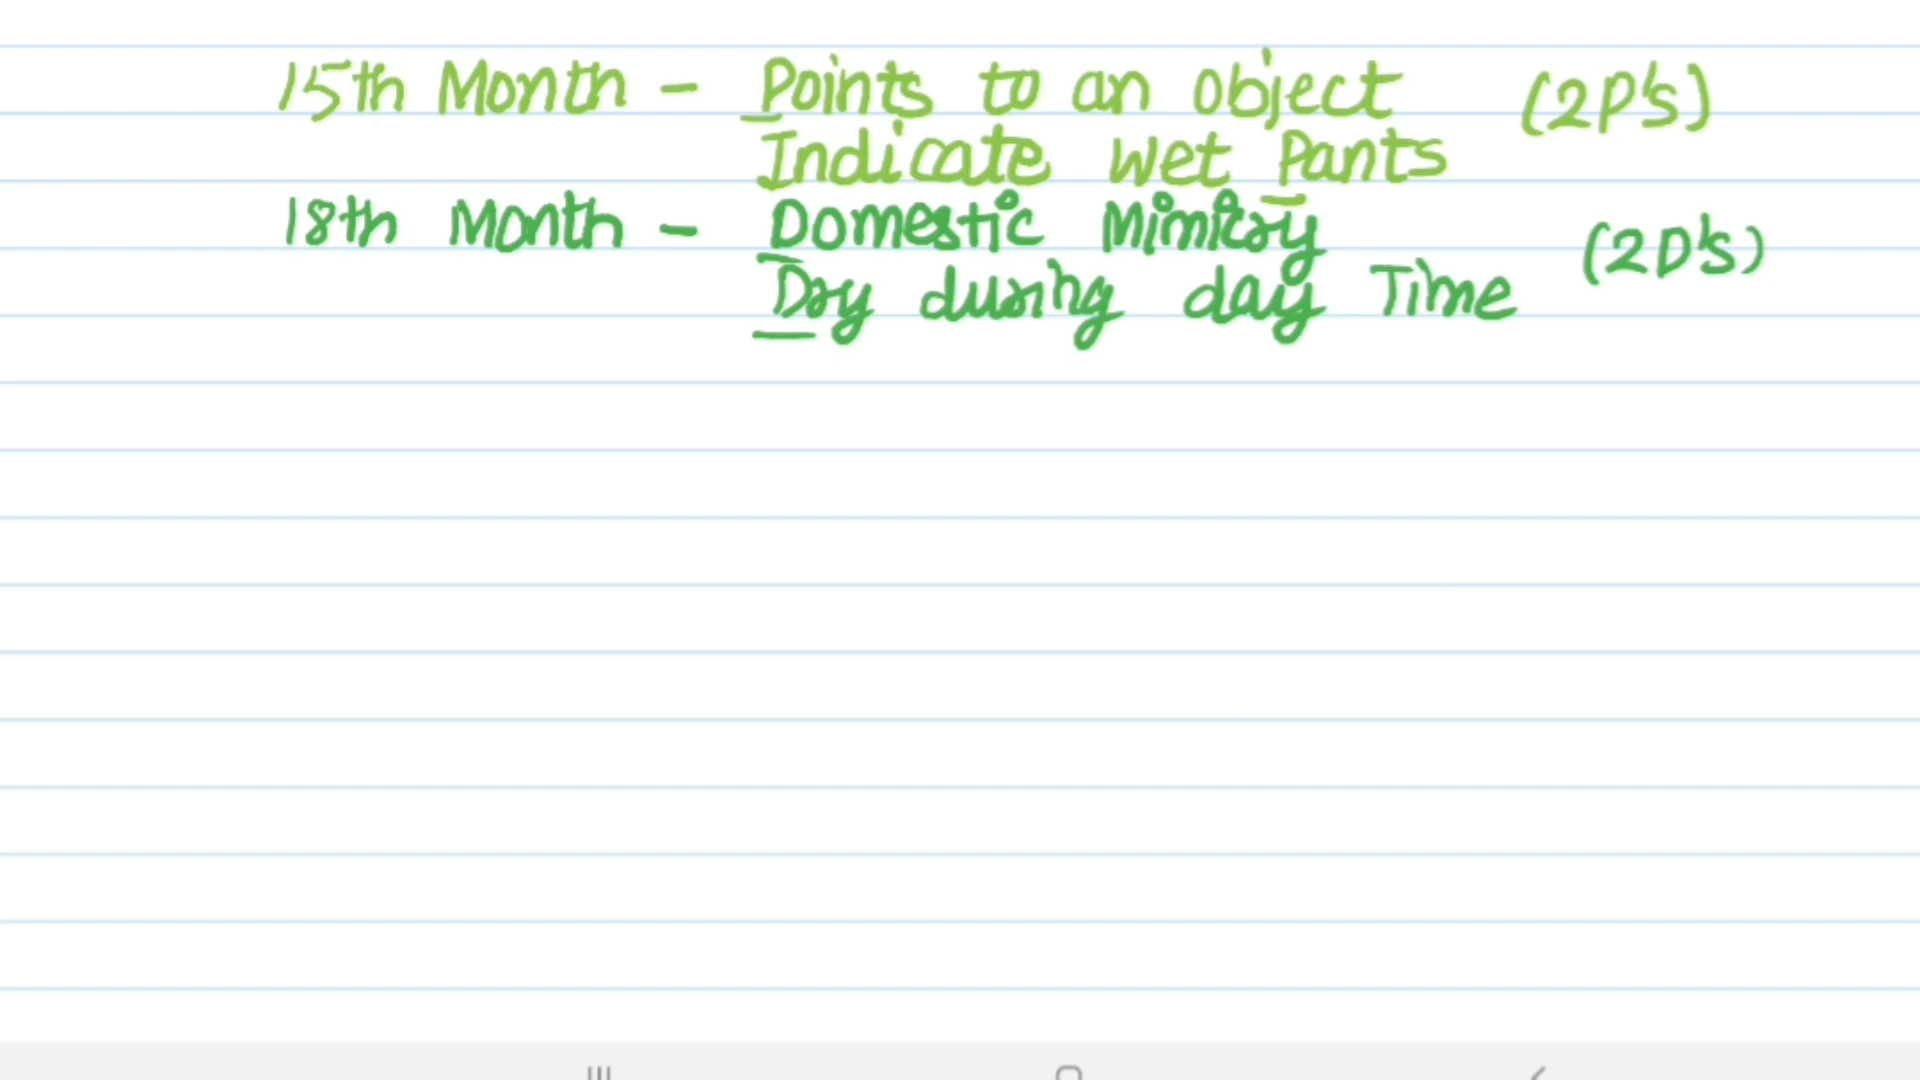 15th Month - Points to an object (2P's)
Indicate wet Pants
18th Month - Domestic Mimicry (2D's)
Dry during day Time